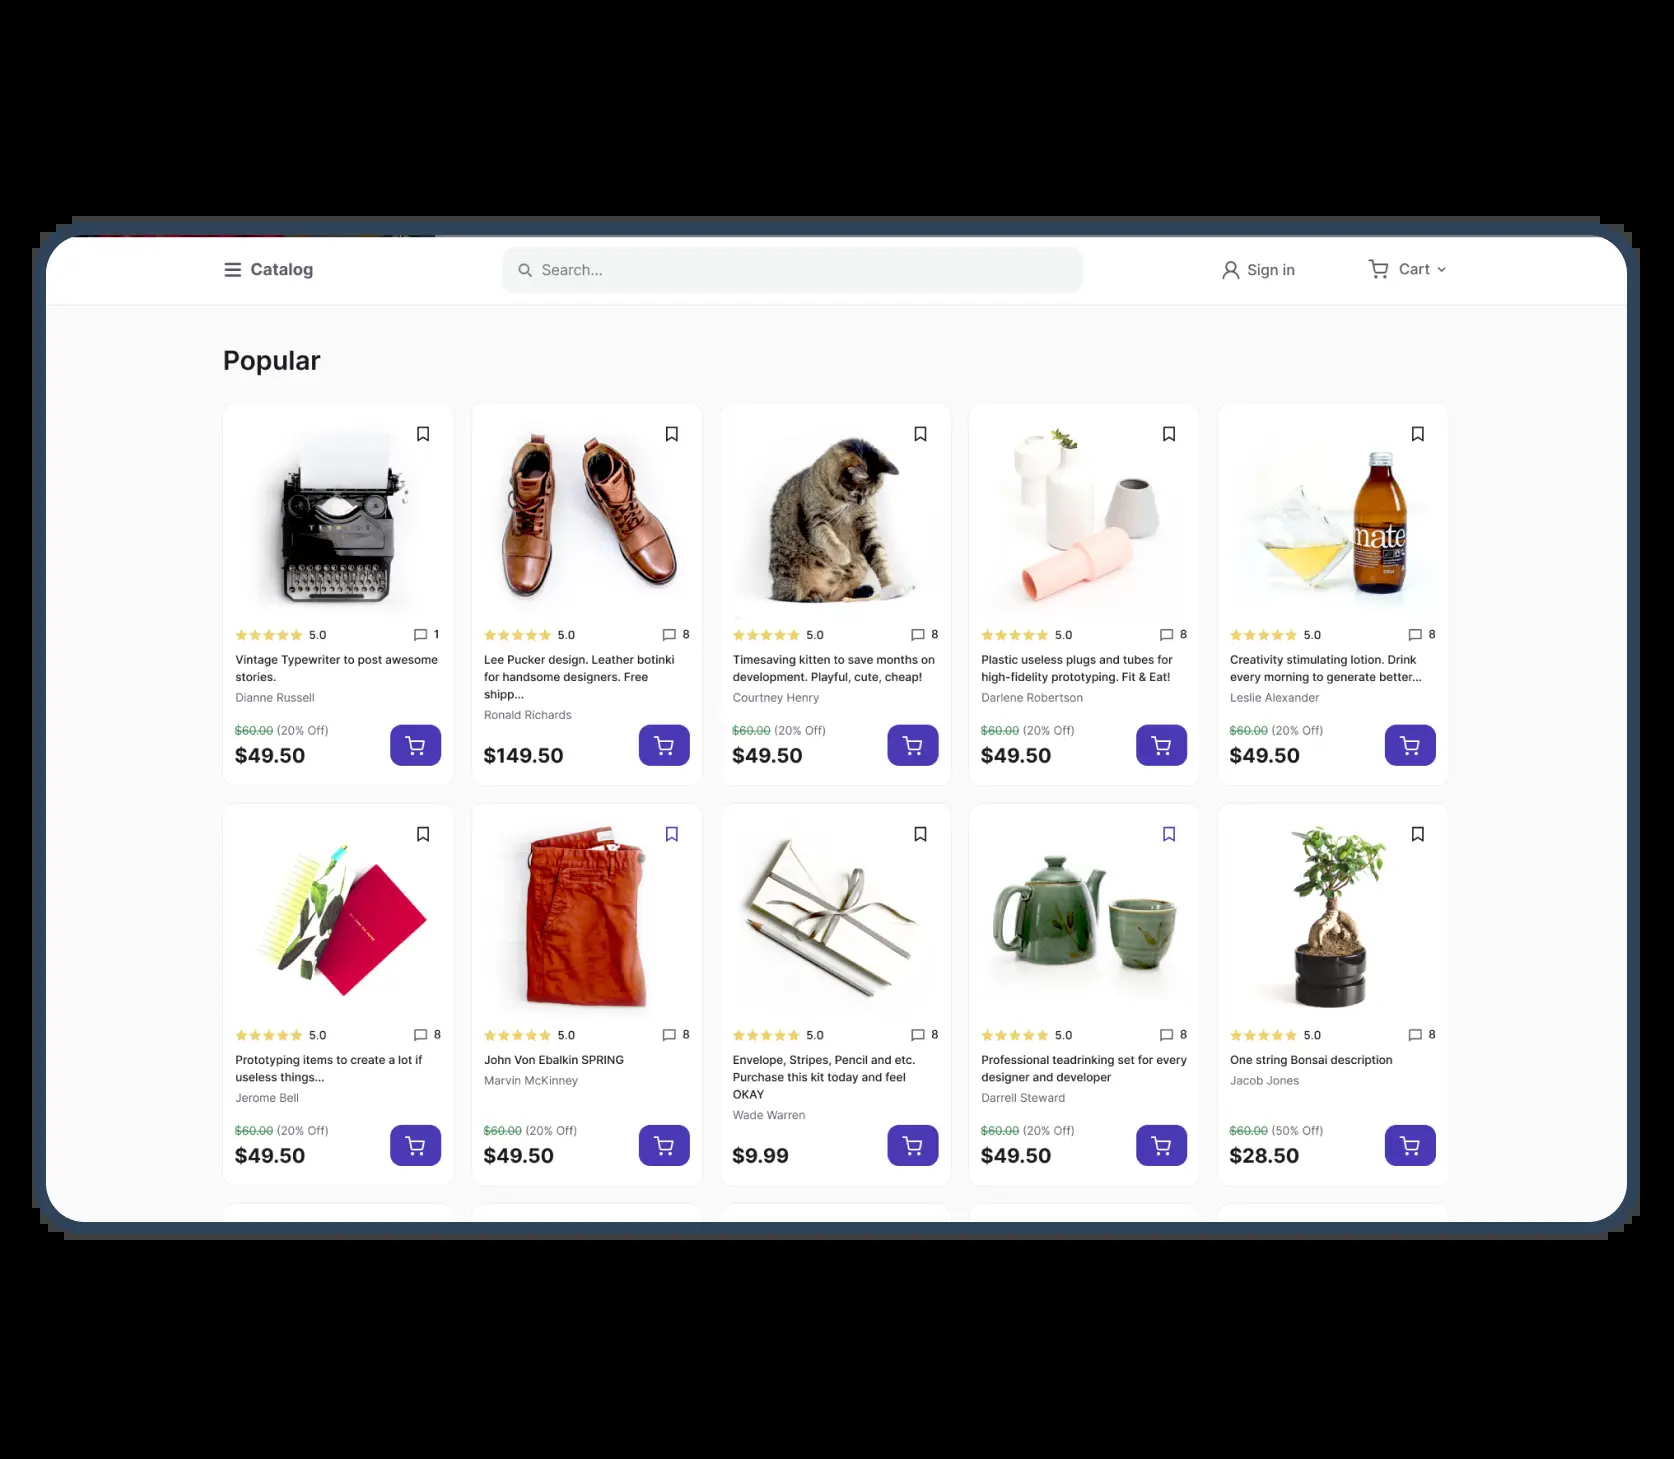 Catalog
Search...
Sign in
Cart
Popular
mate
5.0
1
Vintage Typewriter to post awesome
stories.
Dianne Russell
$60.00 (20% Off)
$49.50
5.0
8
Lee Pucker design. Leather botinki
for handsome designers. Free
shipp...
Ronald Richards
$149.50
5.0
8
Timesaving kitten to save months on
development. Playful, cute, cheap!
Courtney Henry
$60.00 (20% Off)
$49.50
5.0
8
Plastic useless plugs and tubes for
high-fidelity prototyping. Fit & Eat!
Darlene Robertson
$60.00 (20% Off)
$49.50
5.0
8
Creativity stimulating lotion. Drink
every morning to generate better...
Leslie Alexander
$60.00 (20% Off)
$49.50
5.0
8
Prototyping items to create a lot if
useless things...
Jerome Bell
$60.00 (20% Off)
$49.50
5.0
8
John Von Ebalkin SPRING
Marvin McKinney
$60.00 (20% Off)
$49.50
5.0
8
Envelope, Stripes, Pencil and etc.
Purchase this kit today and feel
OKAY
Wade Warren
$9.99
5.0
8
Professional teadrinking set for every
designer and developer
Darrell Steward
$60.00 (20% Off)
$49.50
5.0
8
One string Bonsai description
Jacob Jones
$60.00 (50% Off)
$28.50